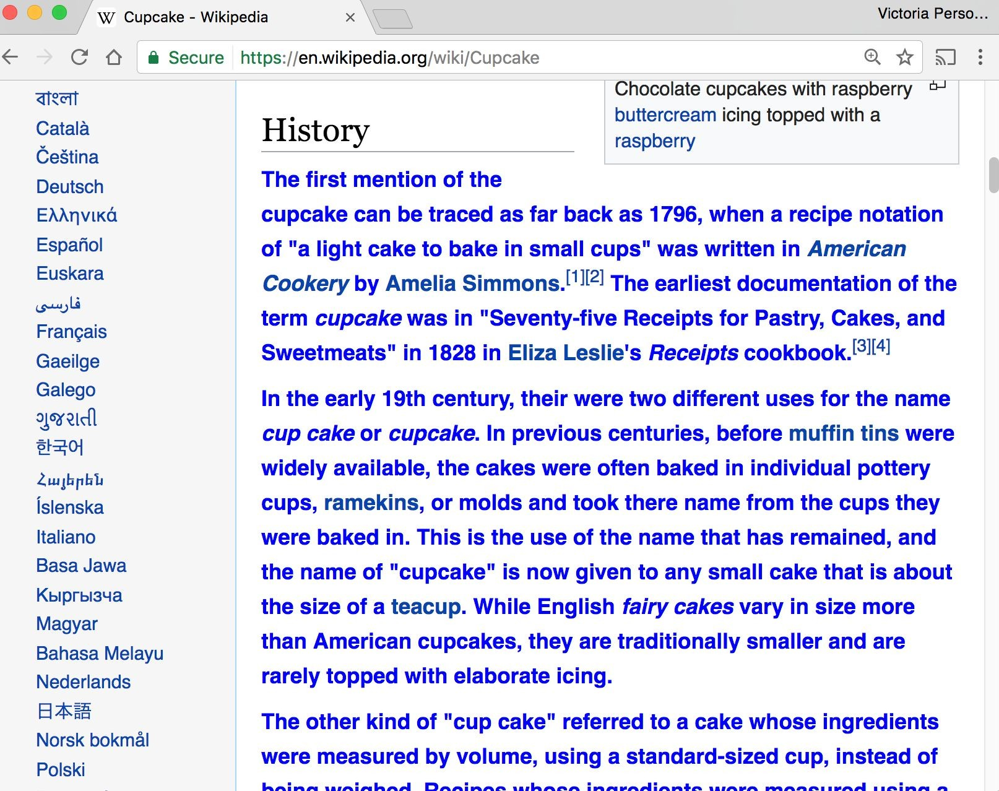 Cupcake - Wikipedia
Victoria Perso...
Secure https://en.wikipedia.org/wiki/Cupcake
বাংলা
Català
Čeština
Deutsch
Ελληνικά
Español
Euskara
فارسی
Français
Gaeilge
Galego
ગુજરાતી
한국어
Հայերեն
Íslenska
Italiano
Basa Jawa
Кыргызча
Magyar
Bahasa Melayu
Nederlands
日本語
Norsk bokmål
Polski
Chocolate cupcakes with raspberry
buttercream icing topped with a
raspberry
History
The first mention of the
cupcake can be traced as far back as 1796, when a recipe notation
of "a light cake to bake in small cups" was written in American
Cookery by Amelia Simmons.[1][2] The earliest documentation of the
term cupcake was in "Seventy-five Receipts for Pastry, Cakes, and
Sweetmeats" in 1828 in Eliza Leslie's Receipts cookbook.[3][4]
In the early 19th century, their were two different uses for the name
cup cake or cupcake. In previous centuries, before muffin tins were
widely available, the cakes were often baked in individual pottery
cups, ramekins, or molds and took there name from the cups they
were baked in. This is the use of the name that has remained, and
the name of "cupcake" is now given to any small cake that is about
the size of a teacup. While English fairy cakes vary in size more
than American cupcakes, they are traditionally smaller and are
rarely topped with elaborate icing.
The other kind of "cup cake" referred to a cake whose ingredients
were measured by volume, using a standard-sized cup, instead of
being weighed. Recipes whose ingredients were measured using a